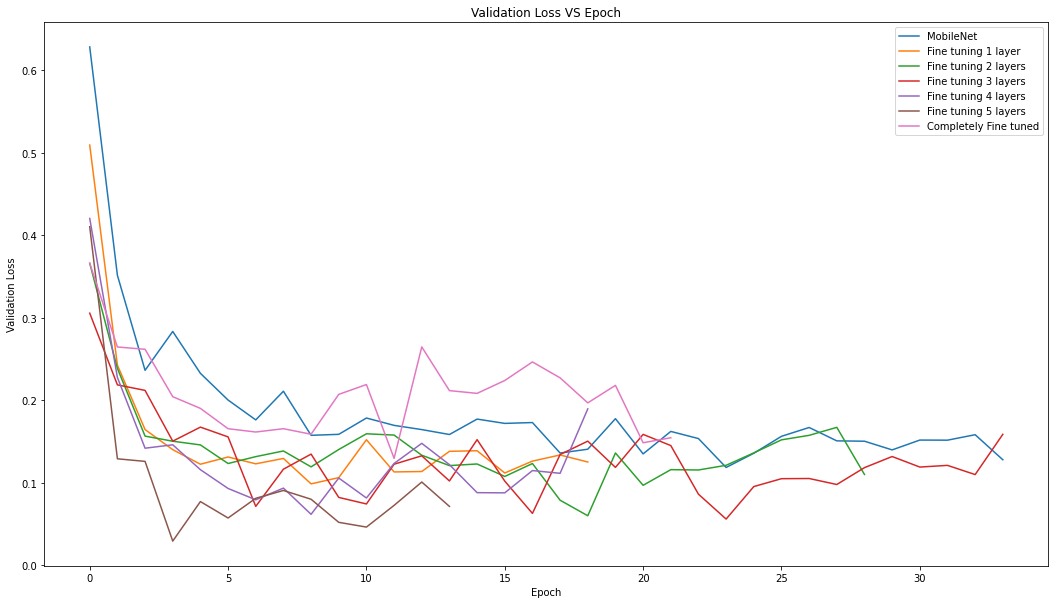 Validation Loss VS Epoch
MobileNet
Fine tuning 1 layer
Fine tuning 2 layers
Fine tuning 3 layers
Fine tuning 4 layers
Fine tuning 5 layers
Completely Fine tuned
Validation Loss
0.6
0.5
0.4
0.3
0.2
0.1
0.0
0 5 10 15 20 25 30
Epoch